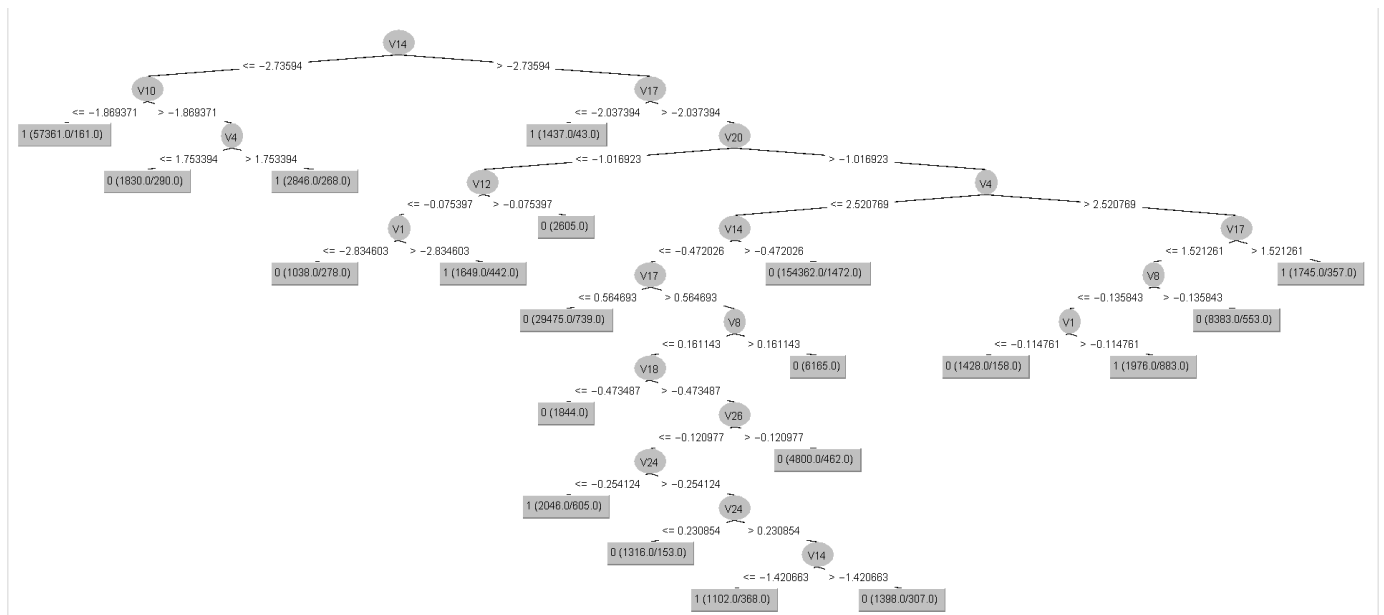 V14
<= −2.73594 > −2.73594
V10 V17
<= −1.869371 > −1.869371 <= −2.037394 > −2.037394
1 (57361.0/161.0) V4 1 (1437.0/43.0) V20
<= 1.753394 > 1.753394 <= −1.016923 > −1.016923
0 (1830.0/290.0) 1 (2846.0/268.0) V12 V4
<= −0.075397 > −0.075397 <= 2.520769 > 2.520769
V1 0 (2605.0) V14 V17
<= −2.834603 > −2.834603 <= −0.472026 > −0.472026 <= 1.521261 > 1.521261
0 (1038.0/278.0) 1 (1649.0/442.0) V17 0 (154362.0/1472.0) V8 1 (1745.0/357.0)
<= 0.564693 > 0.564693 <= −0.135843 > −0.135843
0 (29475.0/739.0) V8 V1 0 (8383.0/553.0)
<= 0.161143 > 0.161143 <= −0.114761 > −0.114761
V18 0 (6165.0) 0 (1428.0/158.0) 1 (1976.0/883.0)
<= −0.473487 > −0.473487
0 (1844.0) V26
<= −0.120977 > −0.120977
V24 0 (4800.0/462.0)
<= −0.254124 > −0.254124
1 (2046.0/605.0) V24
<= 0.230854 > 0.230854
0 (1316.0/153.0) V14
<= −1.420663 > −1.420663
1 (1102.0/368.0) 0 (1398.0/307.0)